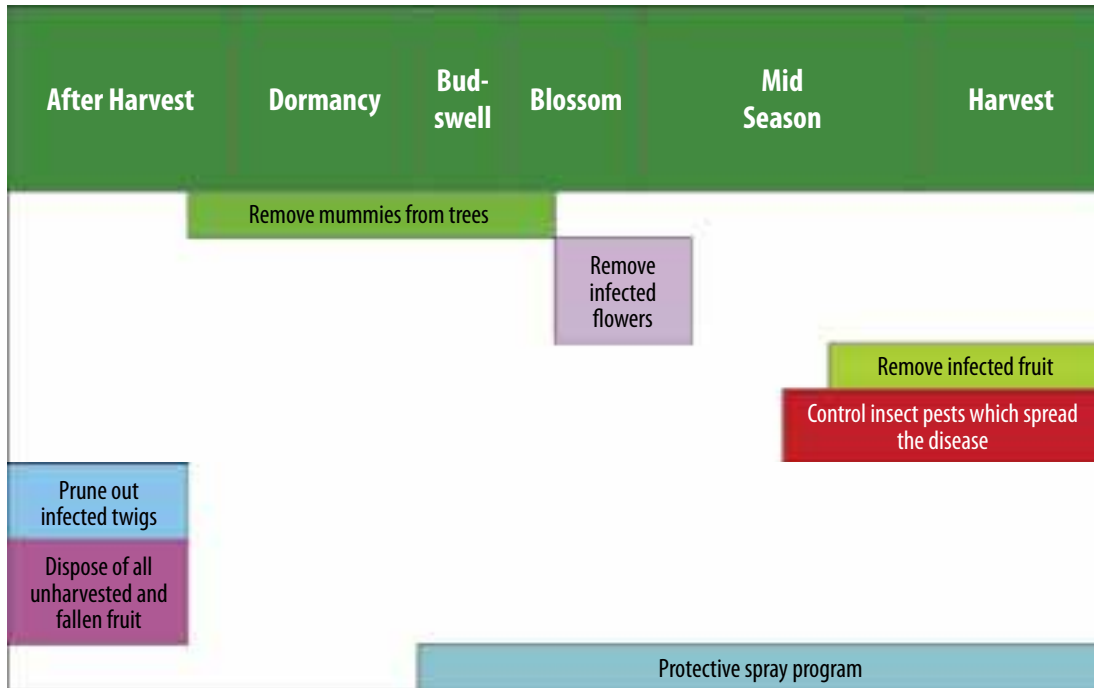 After Harvest
Dormancy
Bud-
swell
Blossom
Mid
Season
Harvest
Remove mummies from trees
Remove
infected
flowers
Remove infected fruit
Control insect pests which spread
the disease
Prune out
infected twigs
Dispose of all
unharvested and
fallen fruit
Protective spray program